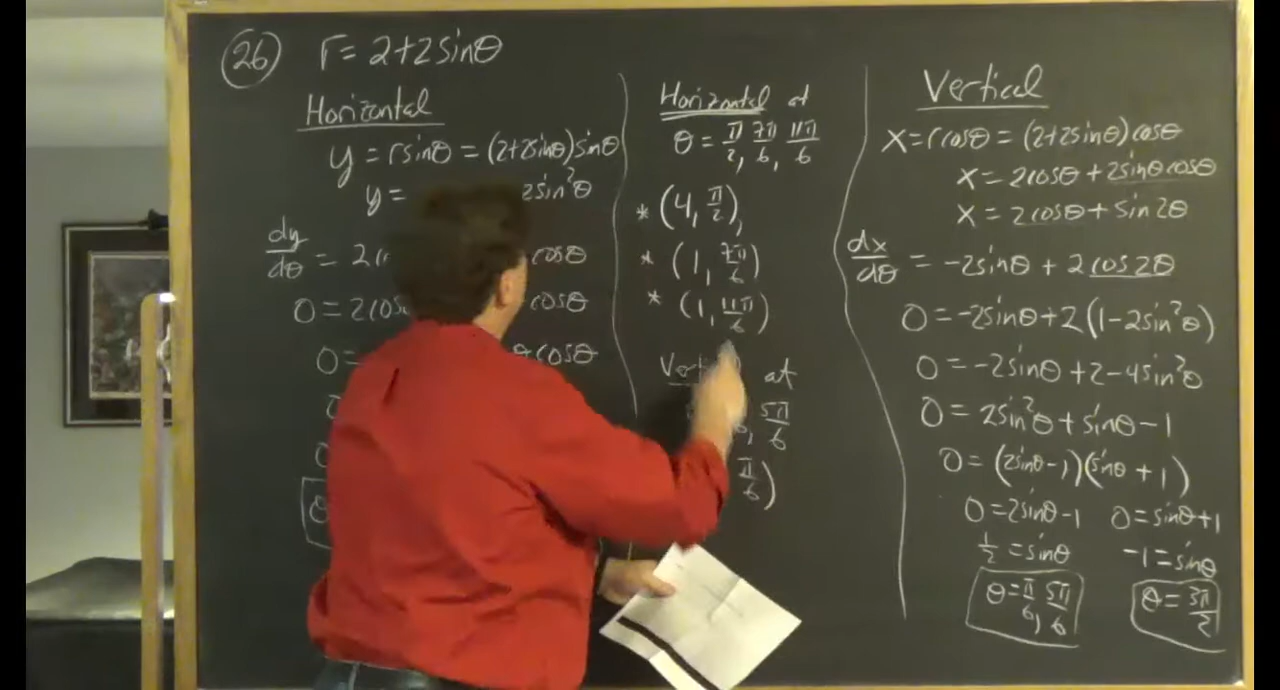 26 r = 2+2sinθ
Horizontal
y = rsinθ = (2+2sinθ)sinθ
y = 2sin²θ
dy/dθ = 2 cosθ
0 = 2cos cosθ
0 = cosθ
Horizontal at
θ = π/2, 7π/6, 11π/6
* (4, π/2),
* (1, 7π/6)
* (1, 11π/6)
at
5π/6
π/6)
Vertical
x = rcosθ = (2+2sinθ)cosθ
x = 2cosθ + 2sinθcosθ
x = 2cosθ + sin2θ
dx/dθ = -2sinθ + 2cos2θ
0 = -2sinθ + 2(1-2sin²θ)
0 = -2sinθ + 2 - 4sin²θ
0 = 2sin²θ + sinθ - 1
0 = (2sinθ-1)(sinθ + 1)
0 = 2sinθ-1 0 = sinθ+1
1/2 = sinθ -1 = sinθ
θ = π/6, 5π/6 θ = 3π/2